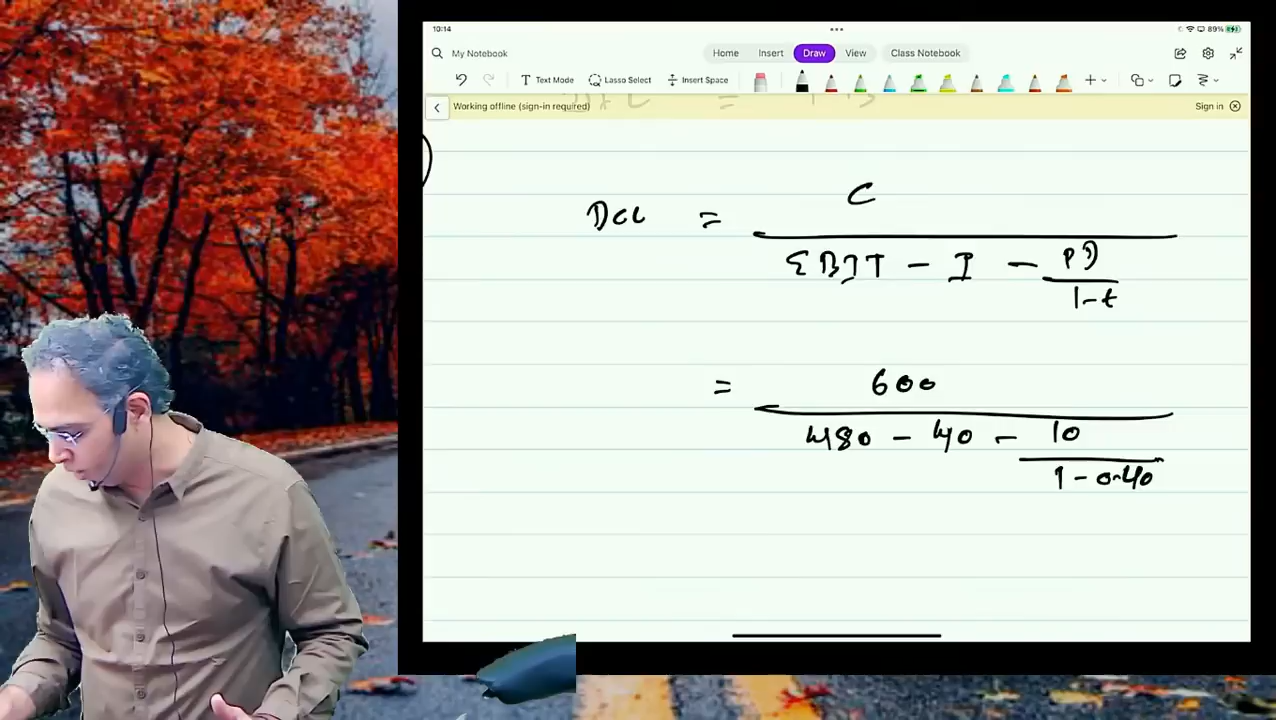 10:14
89%
My Notebook
Home Insert Draw View Class Notebook
Text Mode Lasso Select Insert Space
Working offline (sign-in required) Sign in
C
DCL =
EBIT - I - PD
1-t
600
=
480 - 40 - 10
1 - 0.40